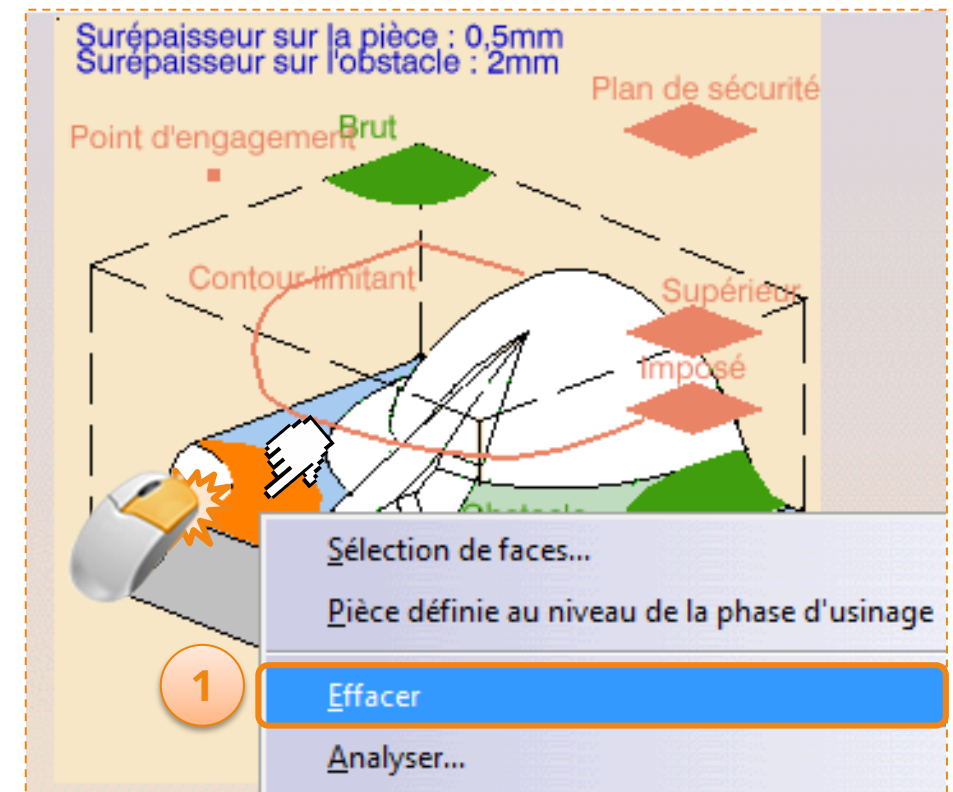 Surépaisseur sur la pièce : 0,5mm
Surépaisseur sur l'obstacle : 2mm
Plan de sécurité
Point d'engagement
Brut
Contour limitant
Supérieur
Imposé
Obstacle
Sélection de faces...
Pièce définie au niveau de la phase d'usinage
1
Effacer
Analyser...